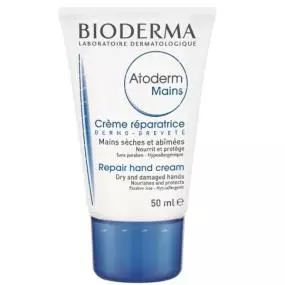 BIODERMA
LABORATOIRE DERMATOLOGIQUE
Atoderm
Mains
Crème réparatrice
DERMO-BREVETÉ
Mains sèches et abîmées
Nourrit et protège
Sans paraben - Hypoallergénique
Repair hand cream
Dry and damaged hands
Nourishes and protects
Paraben free - Hypoallergenic
50 ml ℮